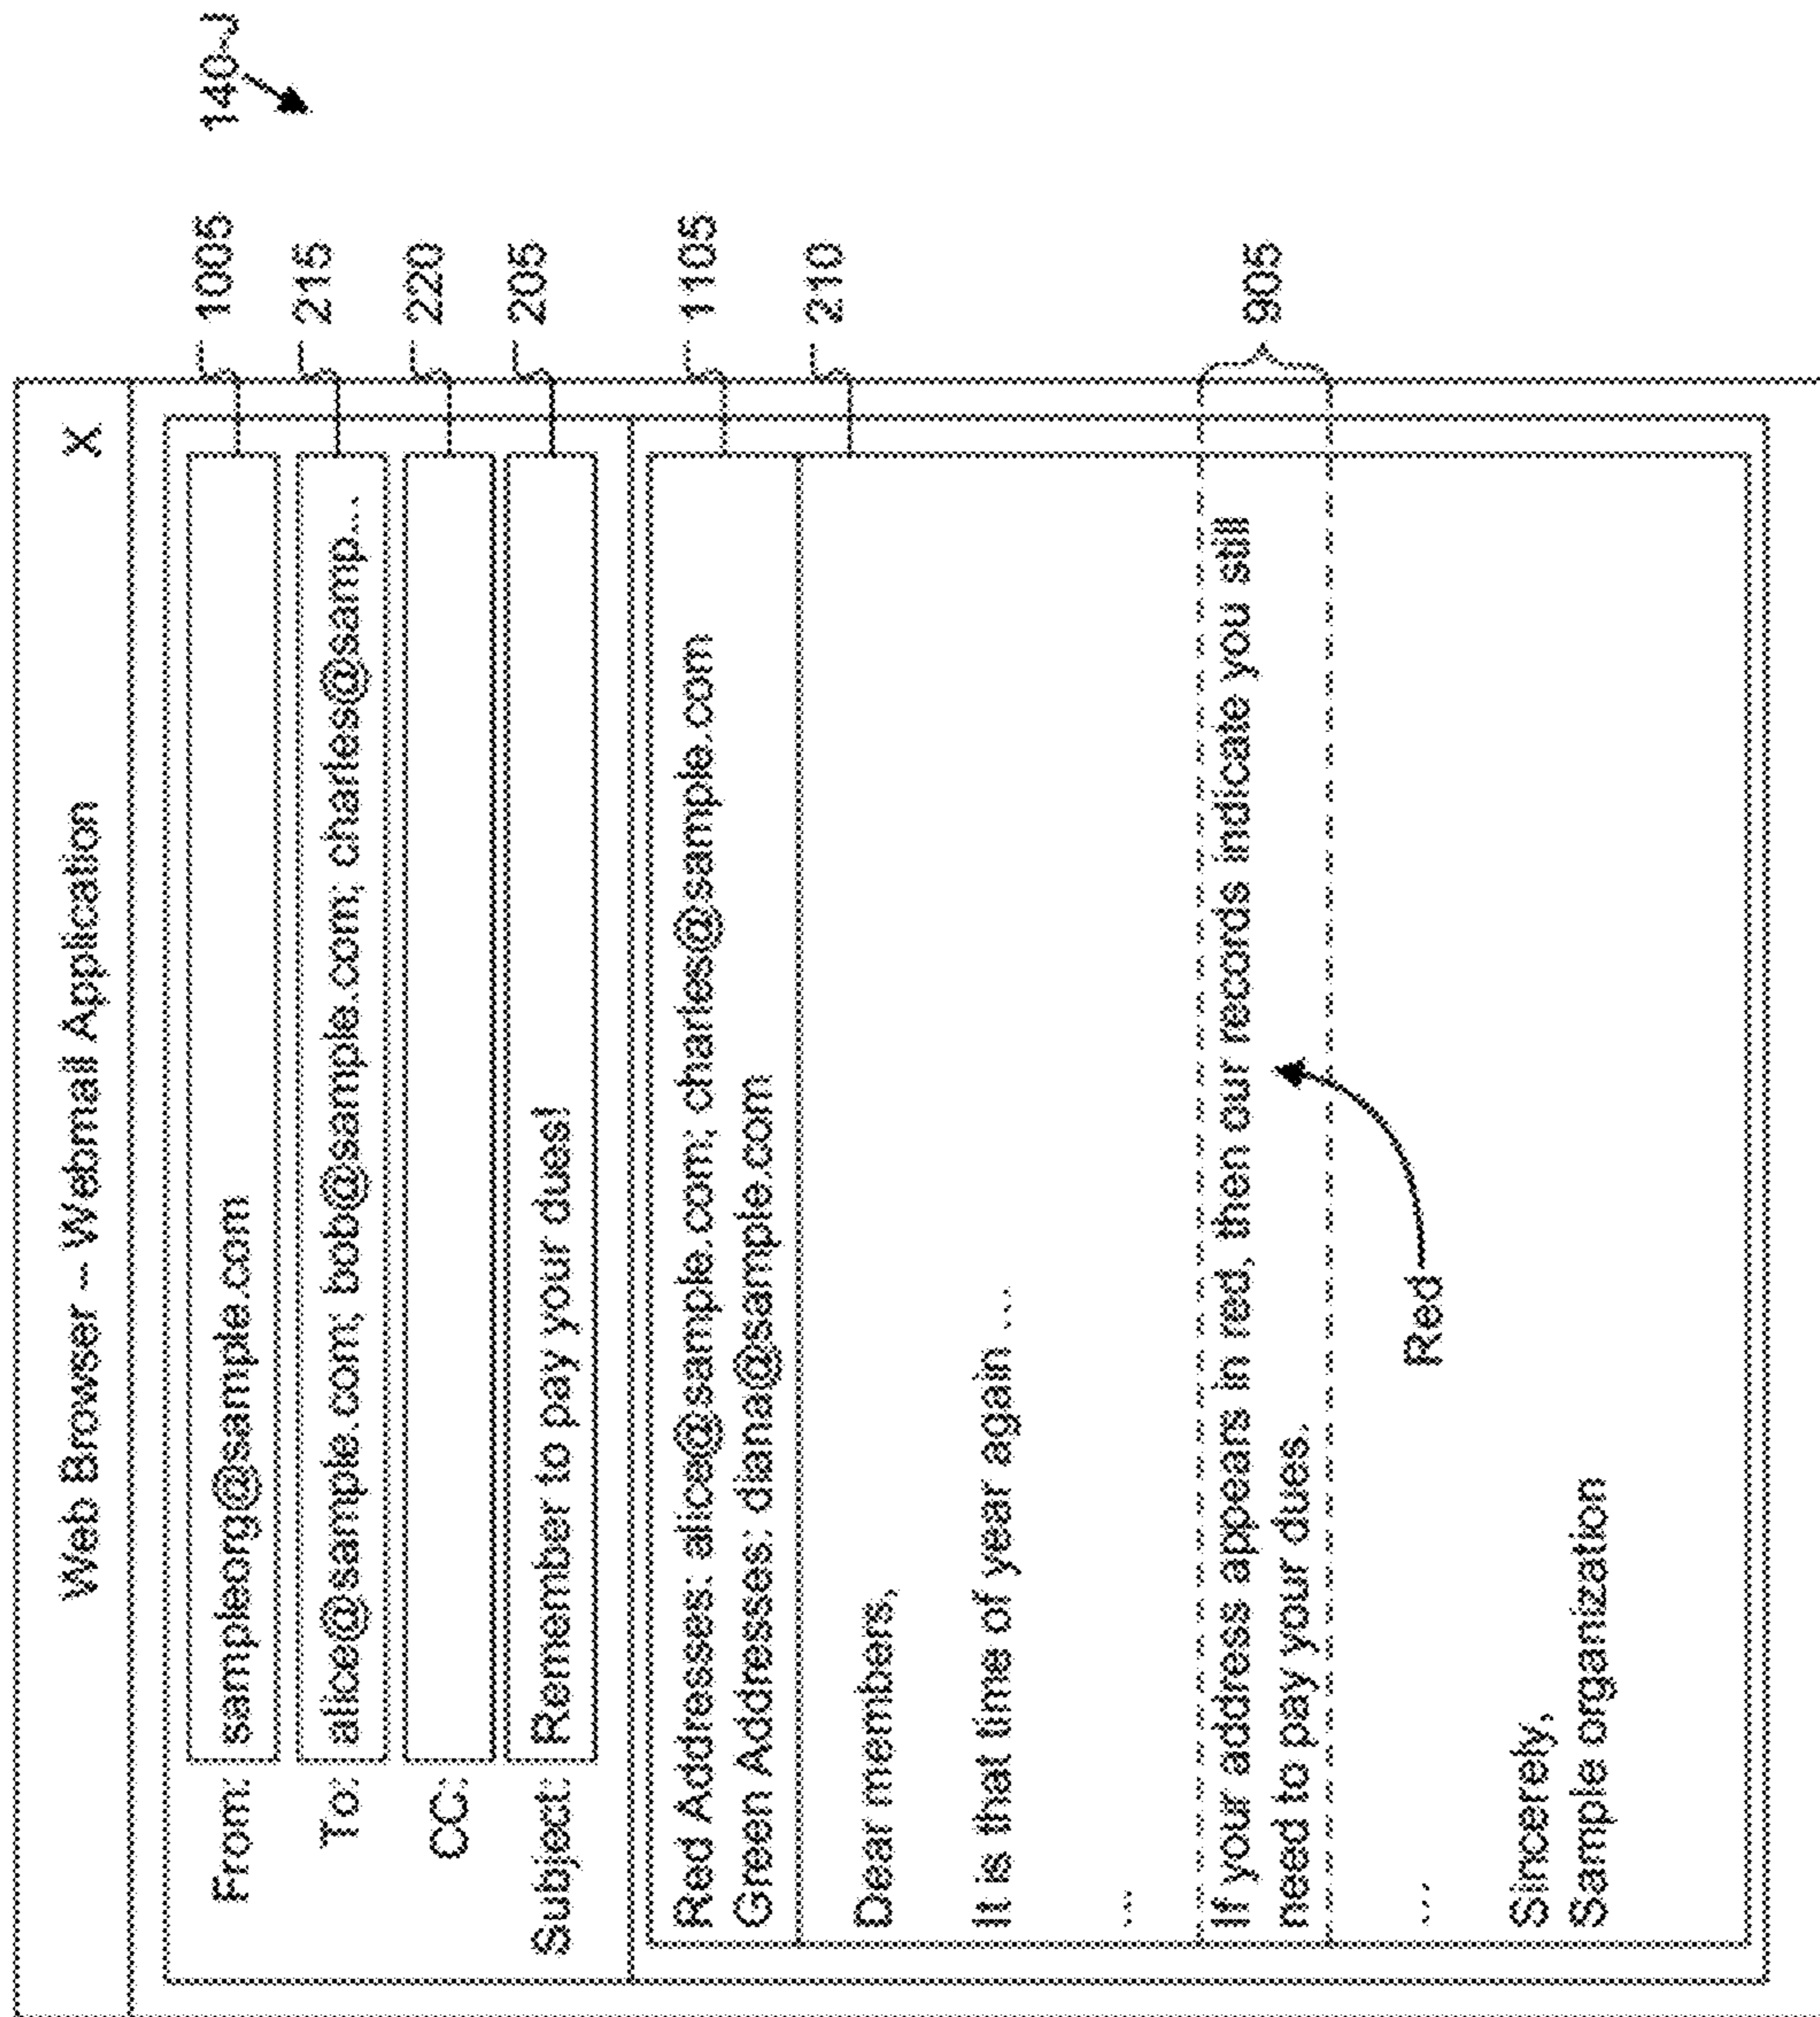 140-J
Web Browser – Webmail Application X
From: sampleorg@sample.com 1005
To: alice@sample.com; bob@sample.com; charles@samp... 215
CC: 220
Subject: Remember to pay your dues! 205
Red Addresses: alice@sample.com; charles@sample.com 1105
Green Addresses: diana@sample.com
210
Dear members,
It is that time of year again ...
...
If your address appears in red, then our records indicate you still
need to pay your dues.
905
Red
...
Sincerely,
Sample organization